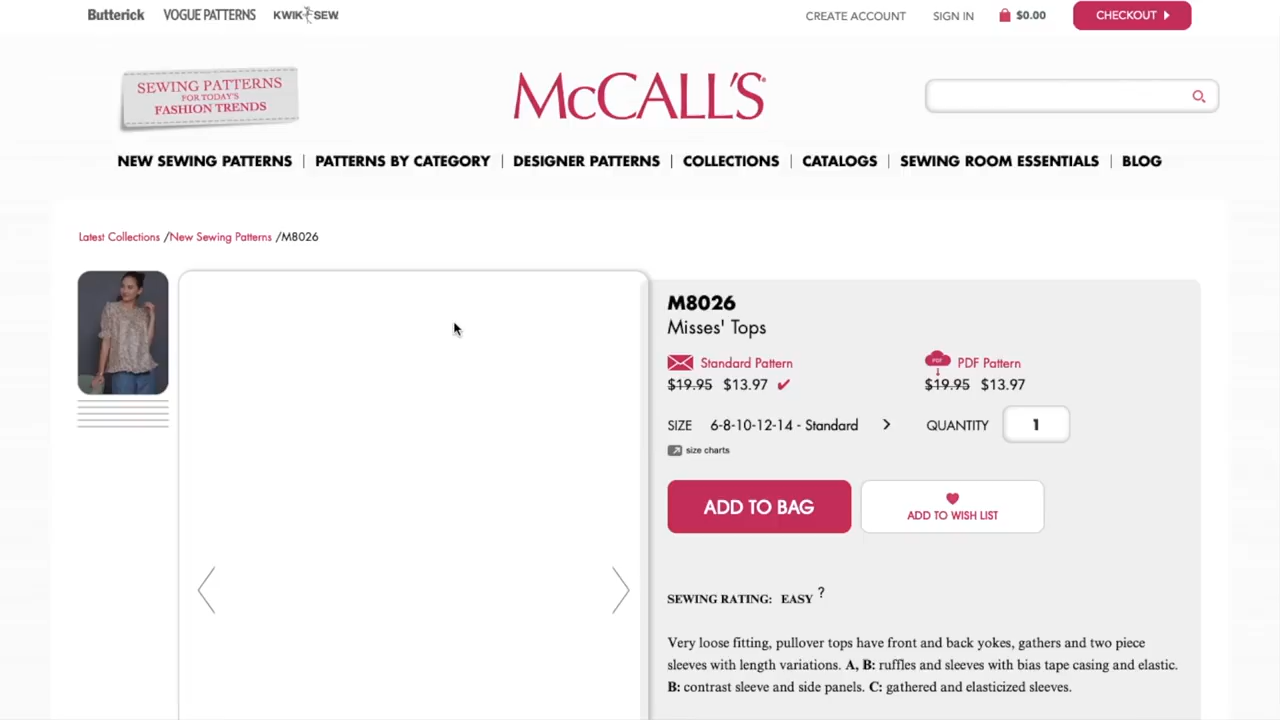 Butterick VOGUE PATTERNS KWIK SEW
CREATE ACCOUNT SIGN IN $0.00 CHECKOUT
SEWING PATTERNS
FOR TODAY'S
FASHION TRENDS
McCALL'S
NEW SEWING PATTERNS | PATTERNS BY CATEGORY | DESIGNER PATTERNS | COLLECTIONS | CATALOGS | SEWING ROOM ESSENTIALS | BLOG
Latest Collections /New Sewing Patterns /M8026
M8026
Misses' Tops
Standard Pattern
$19.95 $13.97 ✓
PDF PDF Pattern
$19.95 $13.97
SIZE 6-8-10-12-14 - Standard > QUANTITY 1
size charts
ADD TO BAG
ADD TO WISH LIST
SEWING RATING: EASY ?
Very loose fitting, pullover tops have front and back yokes, gathers and two piece
sleeves with length variations. A, B: ruffles and sleeves with bias tape casing and elastic.
B: contrast sleeve and side panels. C: gathered and elasticized sleeves.